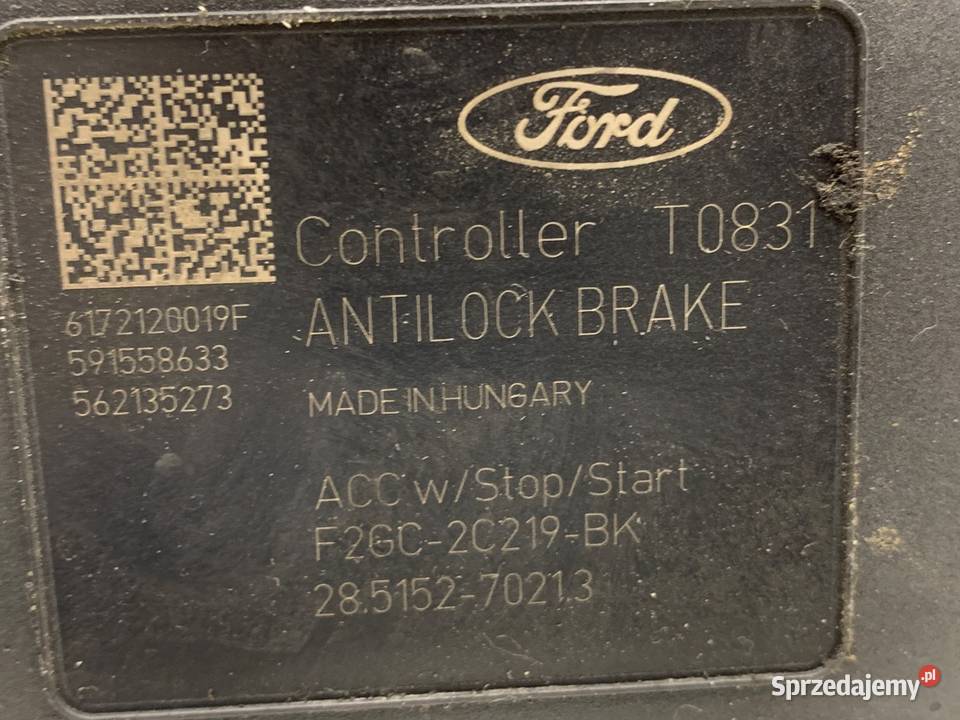 Ford
Controller T0831
ANTILOCK BRAKE
6172120019F
591558633
562135273
MADE IN HUNGARY
ACC w/Stop/Start
F2GC-2C219-BK
28.5152-7021.3
Sprzedajemy.pl